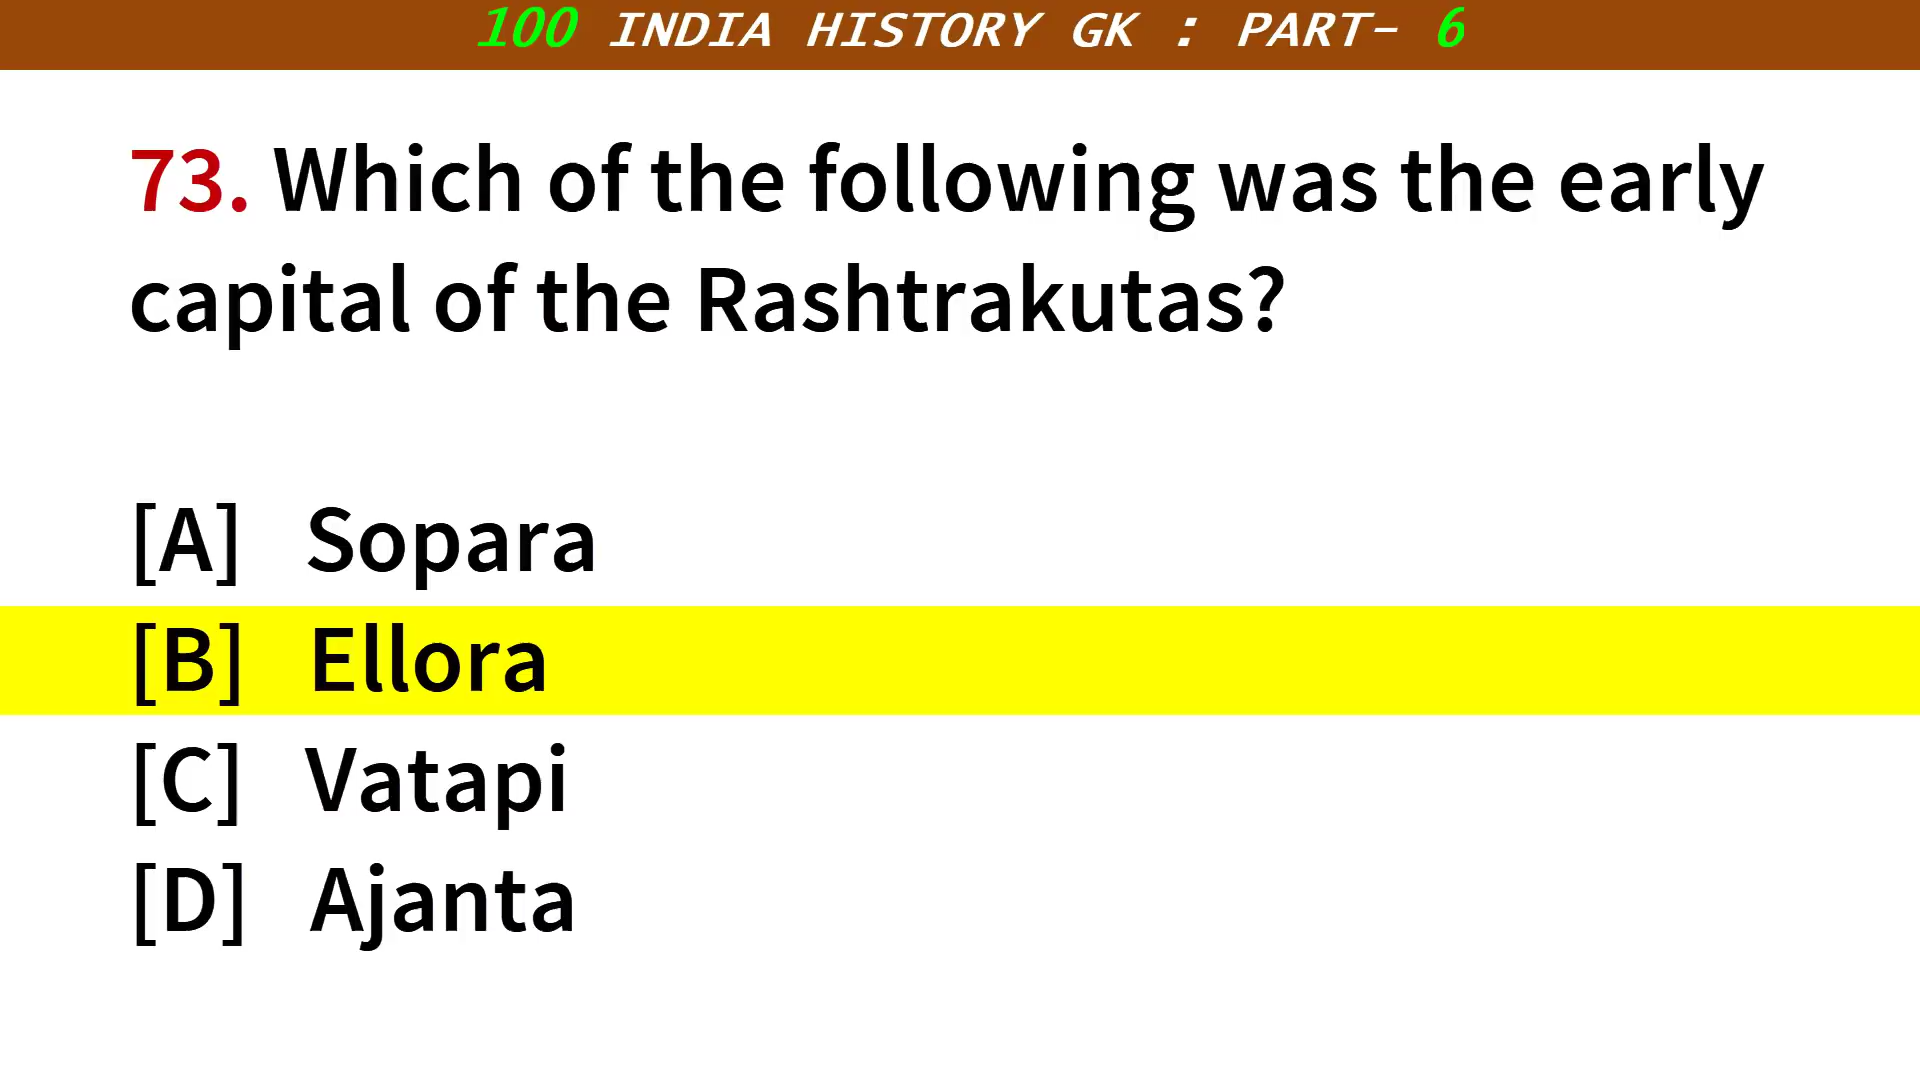 100 INDIA HISTORY GK : PART- 6
73. Which of the following was the early
capital of the Rashtrakutas?
[A] Sopara
[B] Ellora
[C] Vatapi
[D] Ajanta